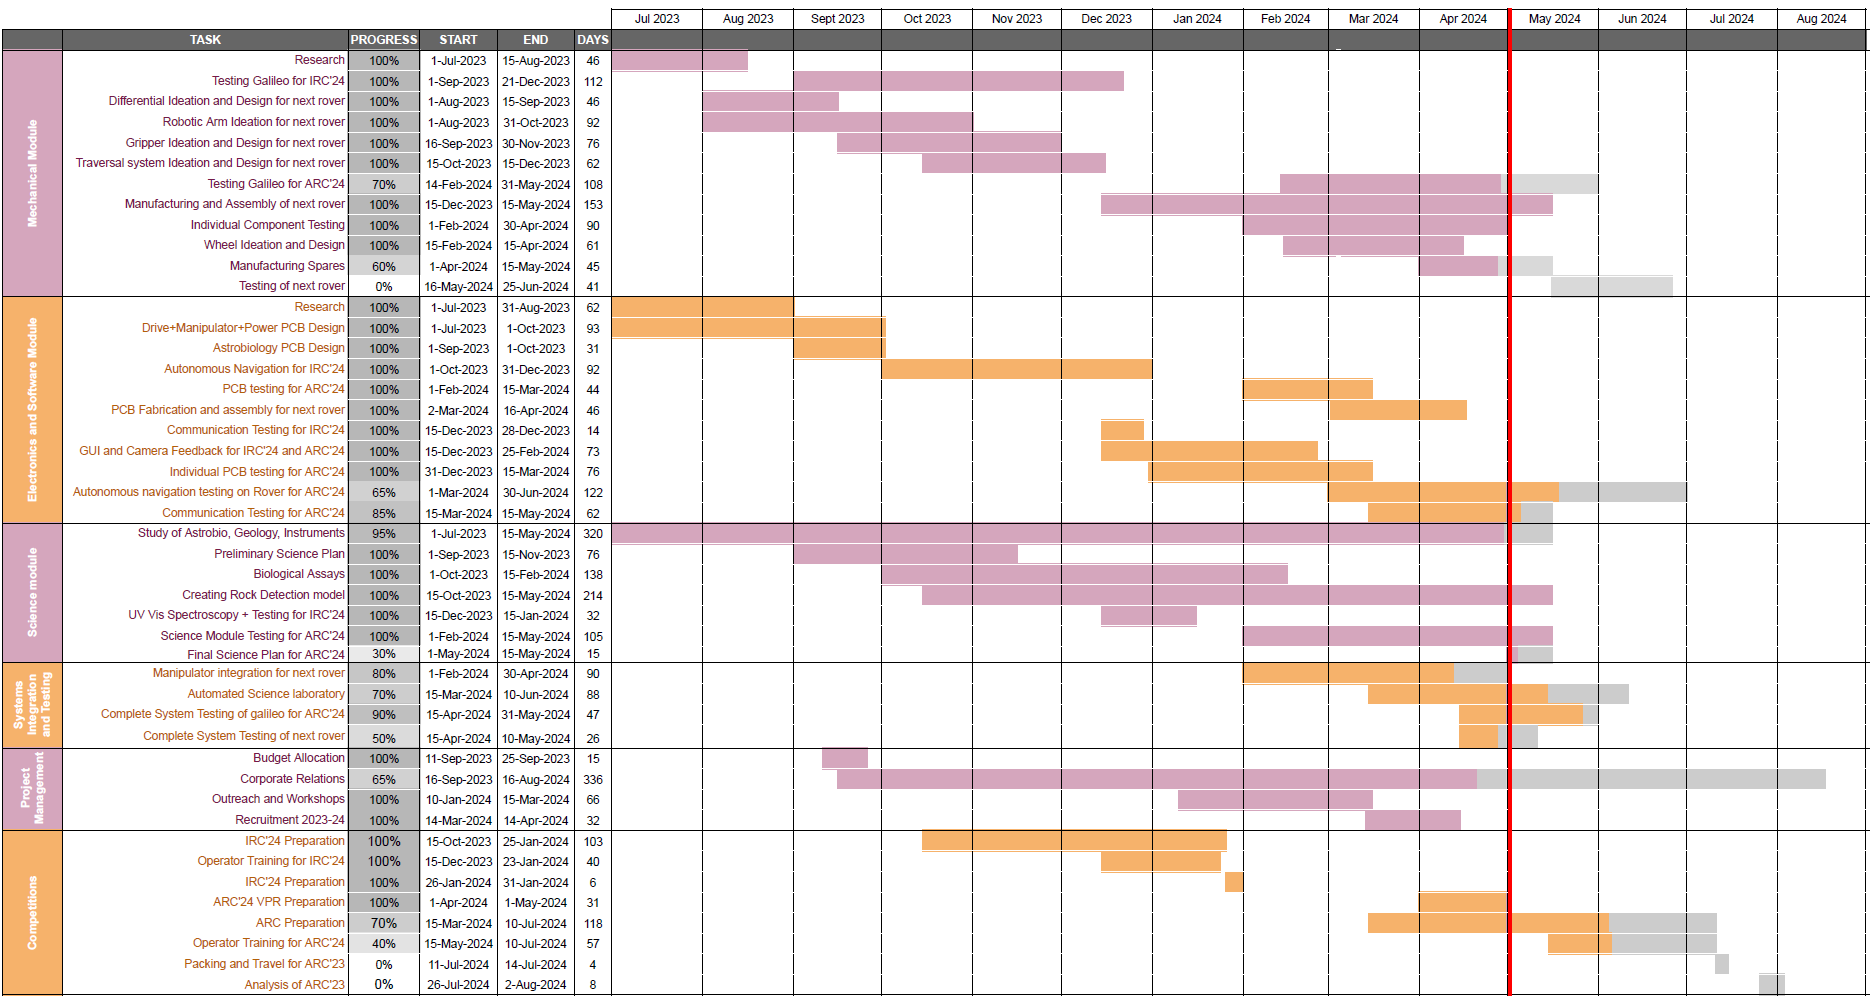 Jul 2023 Aug 2023 Sept 2023 Oct 2023 Nov 2023 Dec 2023 Jan 2024 Feb 2024 Mar 2024 Apr 2024 May 2024 Jun 2024 Jul 2024 Aug 2024
TASK PROGRESS START END DAYS
Mechanical Module
Research 100% 1-Jul-2023 15-Aug-2023 46
Testing Galileo for IRC'24 100% 1-Sep-2023 21-Dec-2023 112
Differential Ideation and Design for next rover 100% 1-Aug-2023 15-Sep-2023 46
Robotic Arm Ideation for next rover 100% 1-Aug-2023 31-Oct-2023 92
Gripper Ideation and Design for next rover 100% 16-Sep-2023 30-Nov-2023 76
Traversal system Ideation and Design for next rover 100% 15-Oct-2023 15-Dec-2023 62
Testing Galileo for ARC'24 70% 14-Feb-2024 31-May-2024 108
Manufacturing and Assembly of next rover 100% 15-Dec-2023 15-May-2024 153
Individual Component Testing 100% 1-Feb-2024 30-Apr-2024 90
Wheel Ideation and Design 100% 15-Feb-2024 15-Apr-2024 61
Manufacturing Spares 60% 1-Apr-2024 15-May-2024 45
Testing of next rover 0% 16-May-2024 25-Jun-2024 41
Electronics and Software Module
Research 100% 1-Jul-2023 31-Aug-2023 62
Drive+Manipulator+Power PCB Design 100% 1-Jul-2023 1-Oct-2023 93
Astrobiology PCB Design 100% 1-Sep-2023 1-Oct-2023 31
Autonomous Navigation for IRC'24 100% 1-Oct-2023 31-Dec-2023 92
PCB testing for ARC'24 100% 1-Feb-2024 15-Mar-2024 44
PCB Fabrication and assembly for next rover 100% 2-Mar-2024 16-Apr-2024 46
Communication Testing for IRC'24 100% 15-Dec-2023 28-Dec-2023 14
GUI and Camera Feedback for IRC'24 and ARC'24 100% 15-Dec-2023 25-Feb-2024 73
Individual PCB testing for ARC'24 100% 31-Dec-2023 15-Mar-2024 76
Autonomous navigation testing on Rover for ARC'24 65% 1-Mar-2024 30-Jun-2024 122
Communication Testing for ARC'24 85% 15-Mar-2024 15-May-2024 62
Science module
Study of Astrobio, Geology, Instruments 95% 1-Jul-2023 15-May-2024 320
Preliminary Science Plan 100% 1-Sep-2023 15-Nov-2023 76
Biological Assays 100% 1-Oct-2023 15-Feb-2024 138
Creating Rock Detection model 100% 15-Oct-2023 15-May-2024 214
UV Vis Spectroscopy + Testing for IRC'24 100% 15-Dec-2023 15-Jan-2024 32
Science Module Testing for ARC'24 100% 1-Feb-2024 15-May-2024 105
Final Science Plan for ARC'24 30% 1-May-2024 15-May-2024 15
Systems
Integration
and Testing
Manipulator integration for next rover 80% 1-Feb-2024 30-Apr-2024 90
Automated Science laboratory 70% 15-Mar-2024 10-Jun-2024 88
Complete System Testing of galileo for ARC'24 90% 15-Apr-2024 31-May-2024 47
Complete System Testing of next rover 50% 15-Apr-2024 10-May-2024 26
Project
Management
Budget Allocation 100% 11-Sep-2023 25-Sep-2023 15
Corporate Relations 65% 16-Sep-2023 16-Aug-2024 336
Outreach and Workshops 100% 10-Jan-2024 15-Mar-2024 66
Recruitment 2023-24 100% 14-Mar-2024 14-Apr-2024 32
Competitions
IRC'24 Preparation 100% 15-Oct-2023 25-Jan-2024 103
Operator Training for IRC'24 100% 15-Dec-2023 23-Jan-2024 40
IRC'24 Preparation 100% 26-Jan-2024 31-Jan-2024 6
ARC'24 VPR Preparation 100% 1-Apr-2024 1-May-2024 31
ARC Preparation 70% 15-Mar-2024 10-Jul-2024 118
Operator Training for ARC'24 40% 15-May-2024 10-Jul-2024 57
Packing and Travel for ARC'23 0% 11-Jul-2024 14-Jul-2024 4
Analysis of ARC'23 0% 26-Jul-2024 2-Aug-2024 8